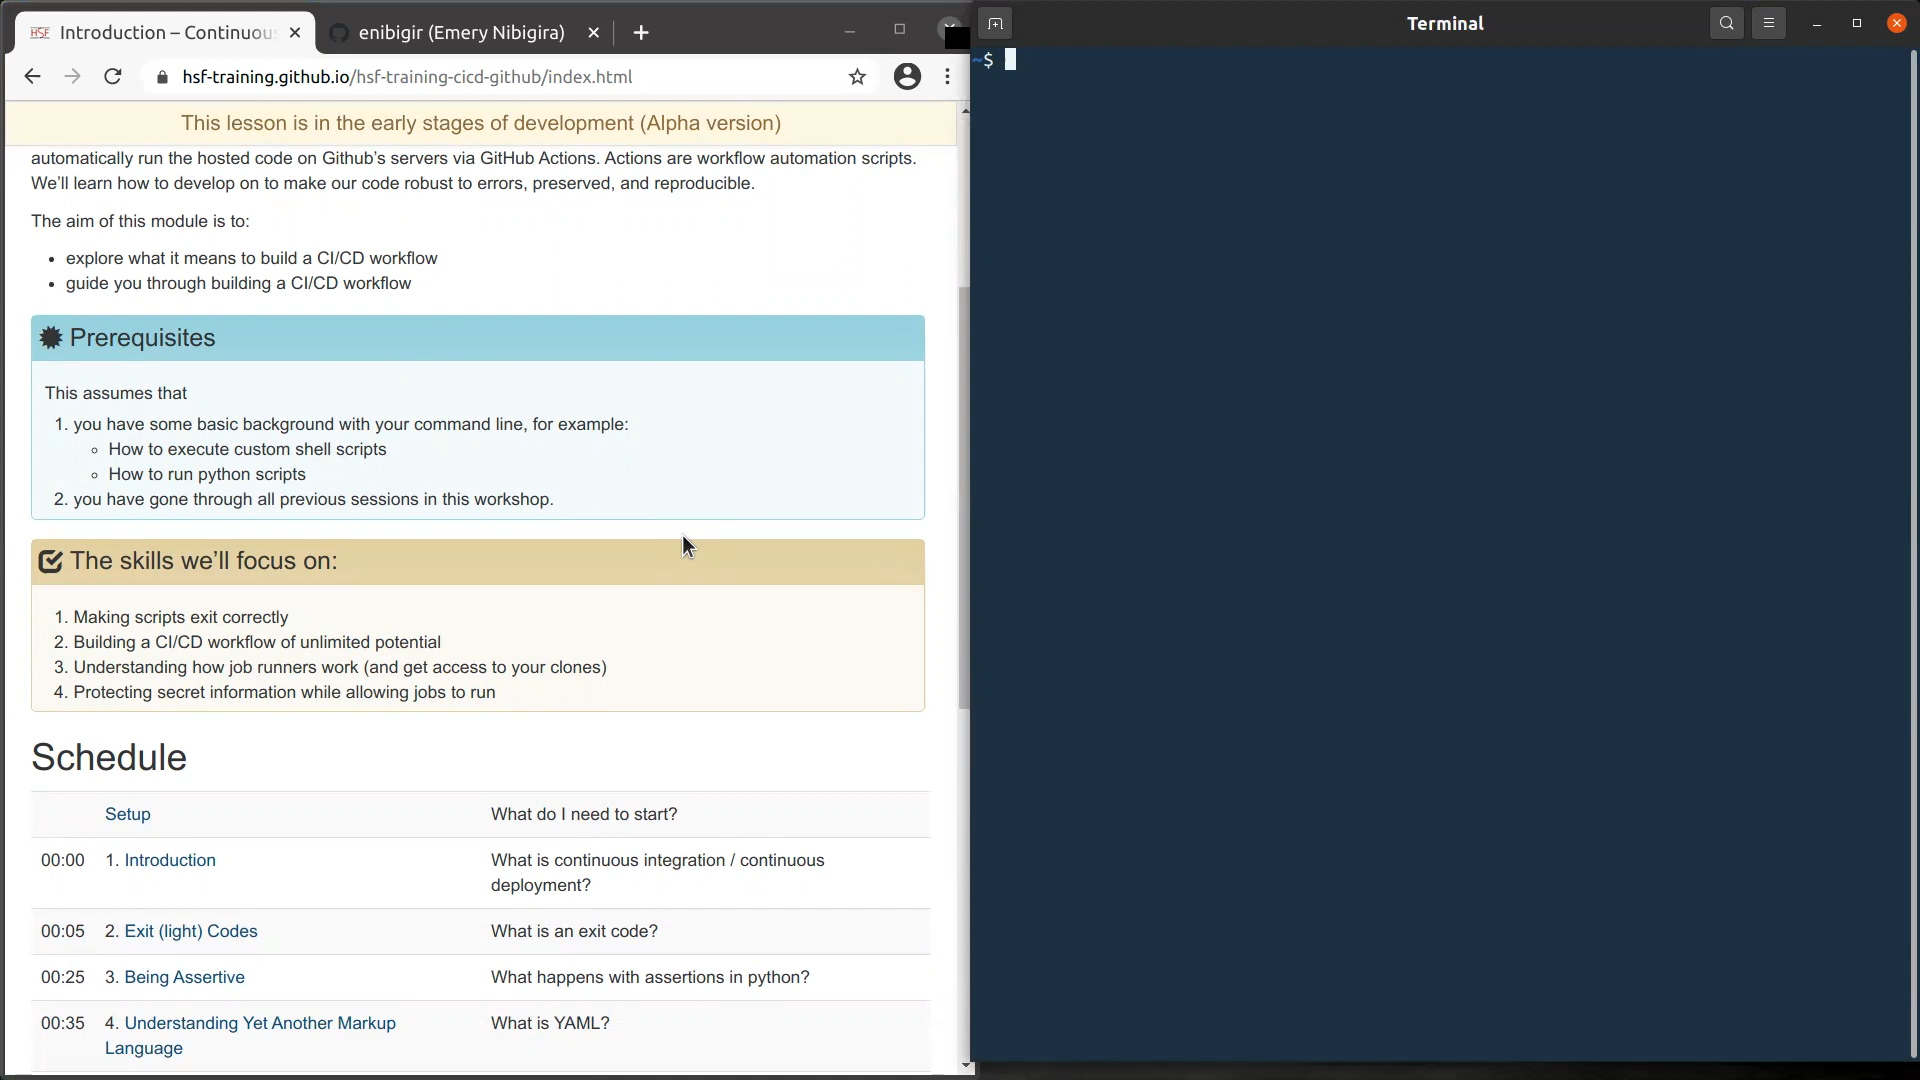 Introduction – Continuous
enibigir (Emery Nibigira)
Terminal
hsf-training.github.io/hsf-training-cicd-github/index.html
~$
This lesson is in the early stages of development (Alpha version)
automatically run the hosted code on Github’s servers via GitHub Actions. Actions are workflow automation scripts.
We’ll learn how to develop on to make our code robust to errors, preserved, and reproducible.
The aim of this module is to:
• explore what it means to build a CI/CD workflow
• guide you through building a CI/CD workflow
Prerequisites
This assumes that
1. you have some basic background with your command line, for example:
◦ How to execute custom shell scripts
◦ How to run python scripts
2. you have gone through all previous sessions in this workshop.
The skills we’ll focus on:
1. Making scripts exit correctly
2. Building a CI/CD workflow of unlimited potential
3. Understanding how job runners work (and get access to your clones)
4. Protecting secret information while allowing jobs to run
Schedule
Setup What do I need to start?
00:00 1. Introduction What is continuous integration / continuous
deployment?
00:05 2. Exit (light) Codes What is an exit code?
00:25 3. Being Assertive What happens with assertions in python?
00:35 4. Understanding Yet Another Markup What is YAML?
Language